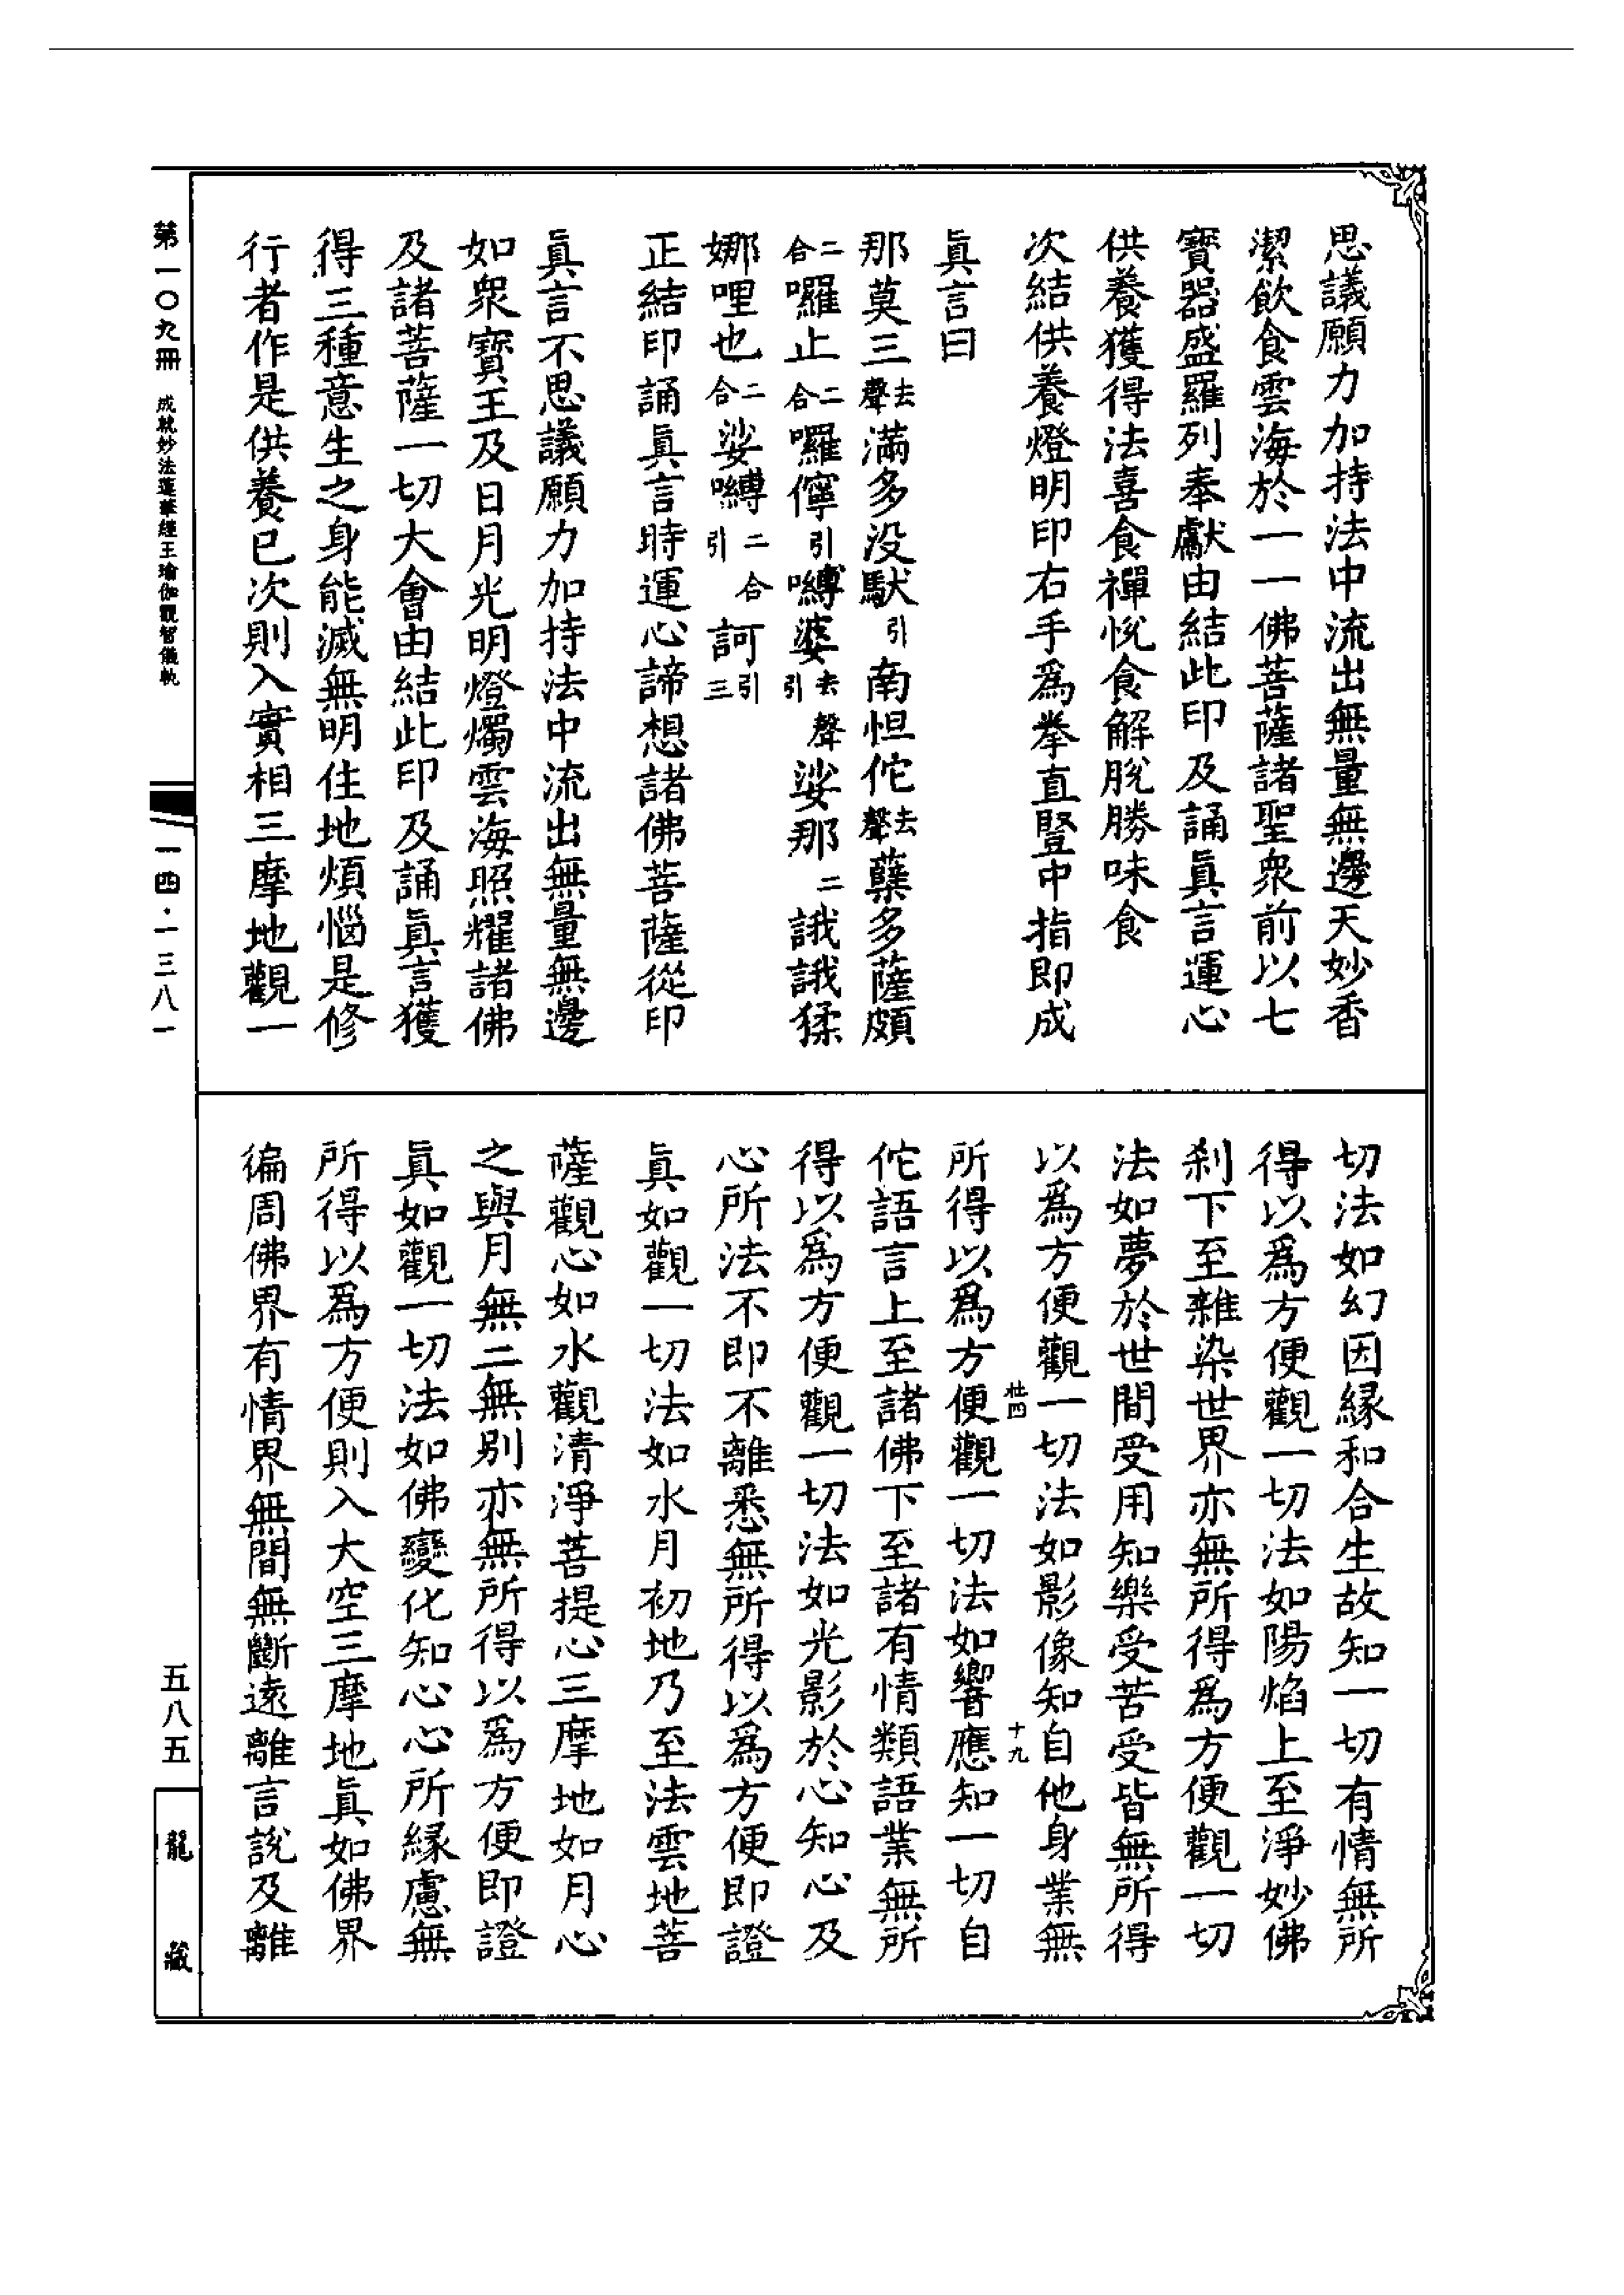 思議願力加持法中流出無量無邊天妙香
潔飲食雲海於一一佛菩薩諸聖衆前以七
寶器盛羅列奉獻由結此印及誦眞言運心
供養獲得法喜食禪悅食解脫勝味食
次結供養燈明印右手爲拳直豎中指即成
眞言曰
那莫三去聲滿多没馱引南怛佗去聲蘖多薩頗
二合囉止二合囉儜引嚩婆去引聲娑那二誐誐猱
娜哩也二合娑嚩二引合訶引三
正結印誦眞言時運心諦想諸佛菩薩從印
眞言不思議願力加持法中流出無量無邊
如衆寶王及日月光明燈燭雲海照耀諸佛
及諸菩薩一切大會由結此印及誦眞言獲
得三種意生之身能滅無明住地煩惱是修
行者作是供養已次則入實相三摩地觀一
切法如幻因緣和合生故知一切有情無所
得以爲方便觀一切法如陽焰上至淨妙佛
刹下至雜染世界亦無所得爲方便觀一切
法如夢於世間受用知樂受苦受皆無所得
以爲方便觀一切法如影像知自他身業無
所得以爲方便觀一切法如響應知一切自
佗語言上至諸佛下至諸有情類語業無所
得以爲方便觀一切法如光影於心知心及
心所法不即不離悉無所得以爲方便即證
眞如觀一切法如水月初地乃至法雲地菩
薩觀心如水觀清淨菩提心三摩地如月心
之與月無二無别亦無所得以爲方便即證
眞如觀一切法如佛變化知心心所緣慮無
所得以爲方便則入大空三摩地眞如佛界
徧周佛界有情界無間無斷遠離言說及離
杜四
十九
第一〇九冊 成就妙法蓮華經王瑜伽觀智儀軌
一四·一三八一
五八五
龍藏